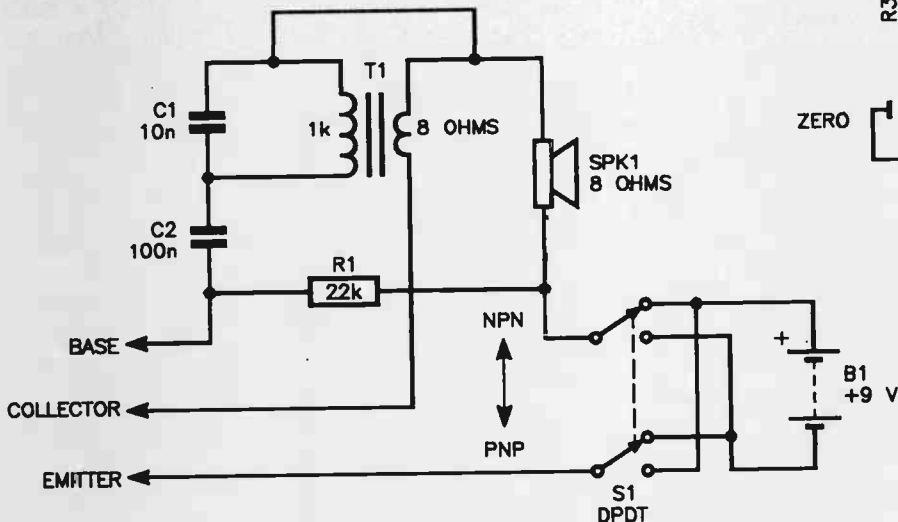 R3
T1
C1
10n
1k
8 OHMS
ZERO
SPK1
8 OHMS
C2
100n
R1
22k
NPN
BASE
+
B1
+9 V
COLLECTOR
PNP
EMITTER
S1
DPDT